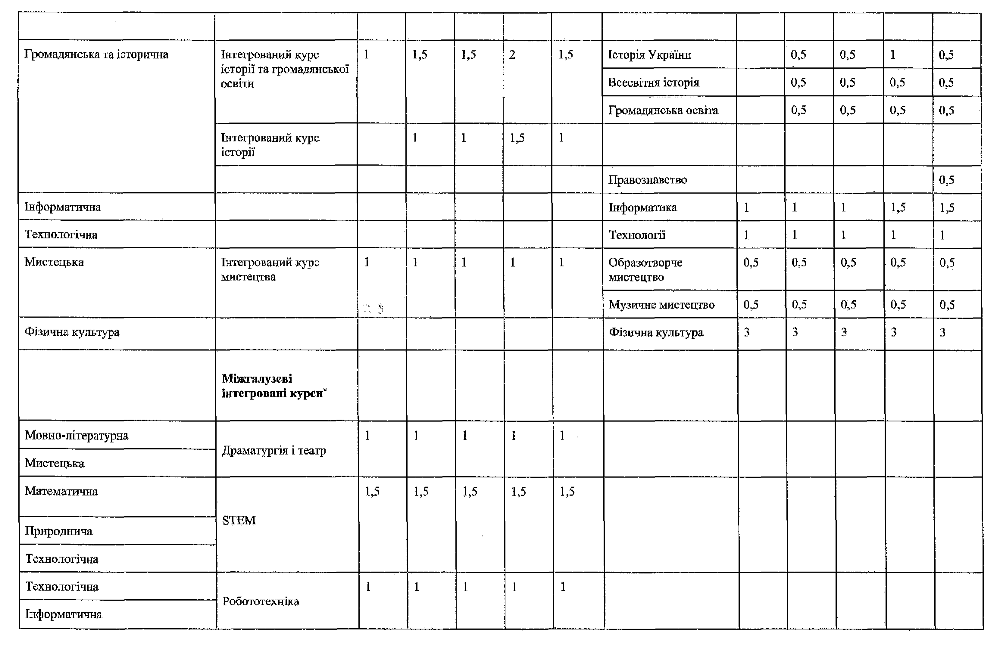 Громадянська та історична Інтегрований курс 1 1,5 1,5 2 1,5 Історія України 0,5 0,5 1 0,5
історії та громадянської
освіти
Всесвітня історія 0,5 0,5 0,5 0,5
Громадянська освіта 0,5 0,5 0,5 0,5
Інтегрований курс 1 1 1,5 1
історії
Правознавство 0,5
Інформатична Інформатика 1 1 1 1,5 1,5
Технологічна Технології 1 1 1 1 1
Мистецька Інтегрований курс 1 1 1 1 1 Образотворче 0,5 0,5 0,5 0,5 0,5
мистецтва мистецтво
Музичне мистецтво 0,5 0,5 0,5 0,5 0,5
Фізична культура Фізична культура 3 3 3 3 3
Міжгалузеві
інтегровані курси*
Мовно-літературна 1 1 1 1 1
Драматургія і театр
Мистецька
Математична 1,5 1,5 1,5 1,5 1,5
STEM
Природнича
Технологічна
Технологічна 1 1 1 1 1
Робототехніка
Інформатична